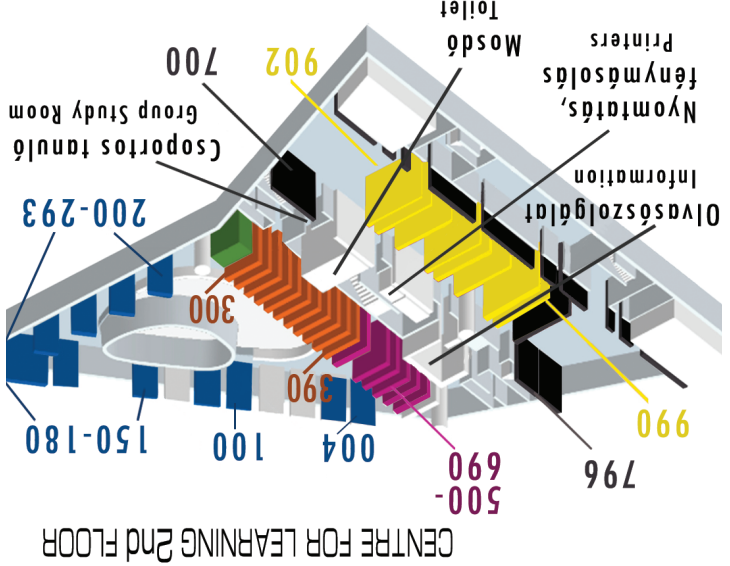 CENTRE FOR LEARNING 2nd FLOOR
796
500-
690
990
004
100
150-180
390
300
200-293
Olvasószolgálat
Information
Csoportos tanuló
Group Study Room
Nyomtatás,
fénymásolás
Printers
902
700
Mosdó
Toilet